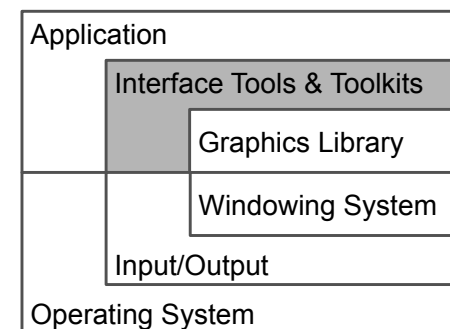 Application
Interface Tools & Toolkits
Graphics Library
Windowing System
Input/Output
Operating System